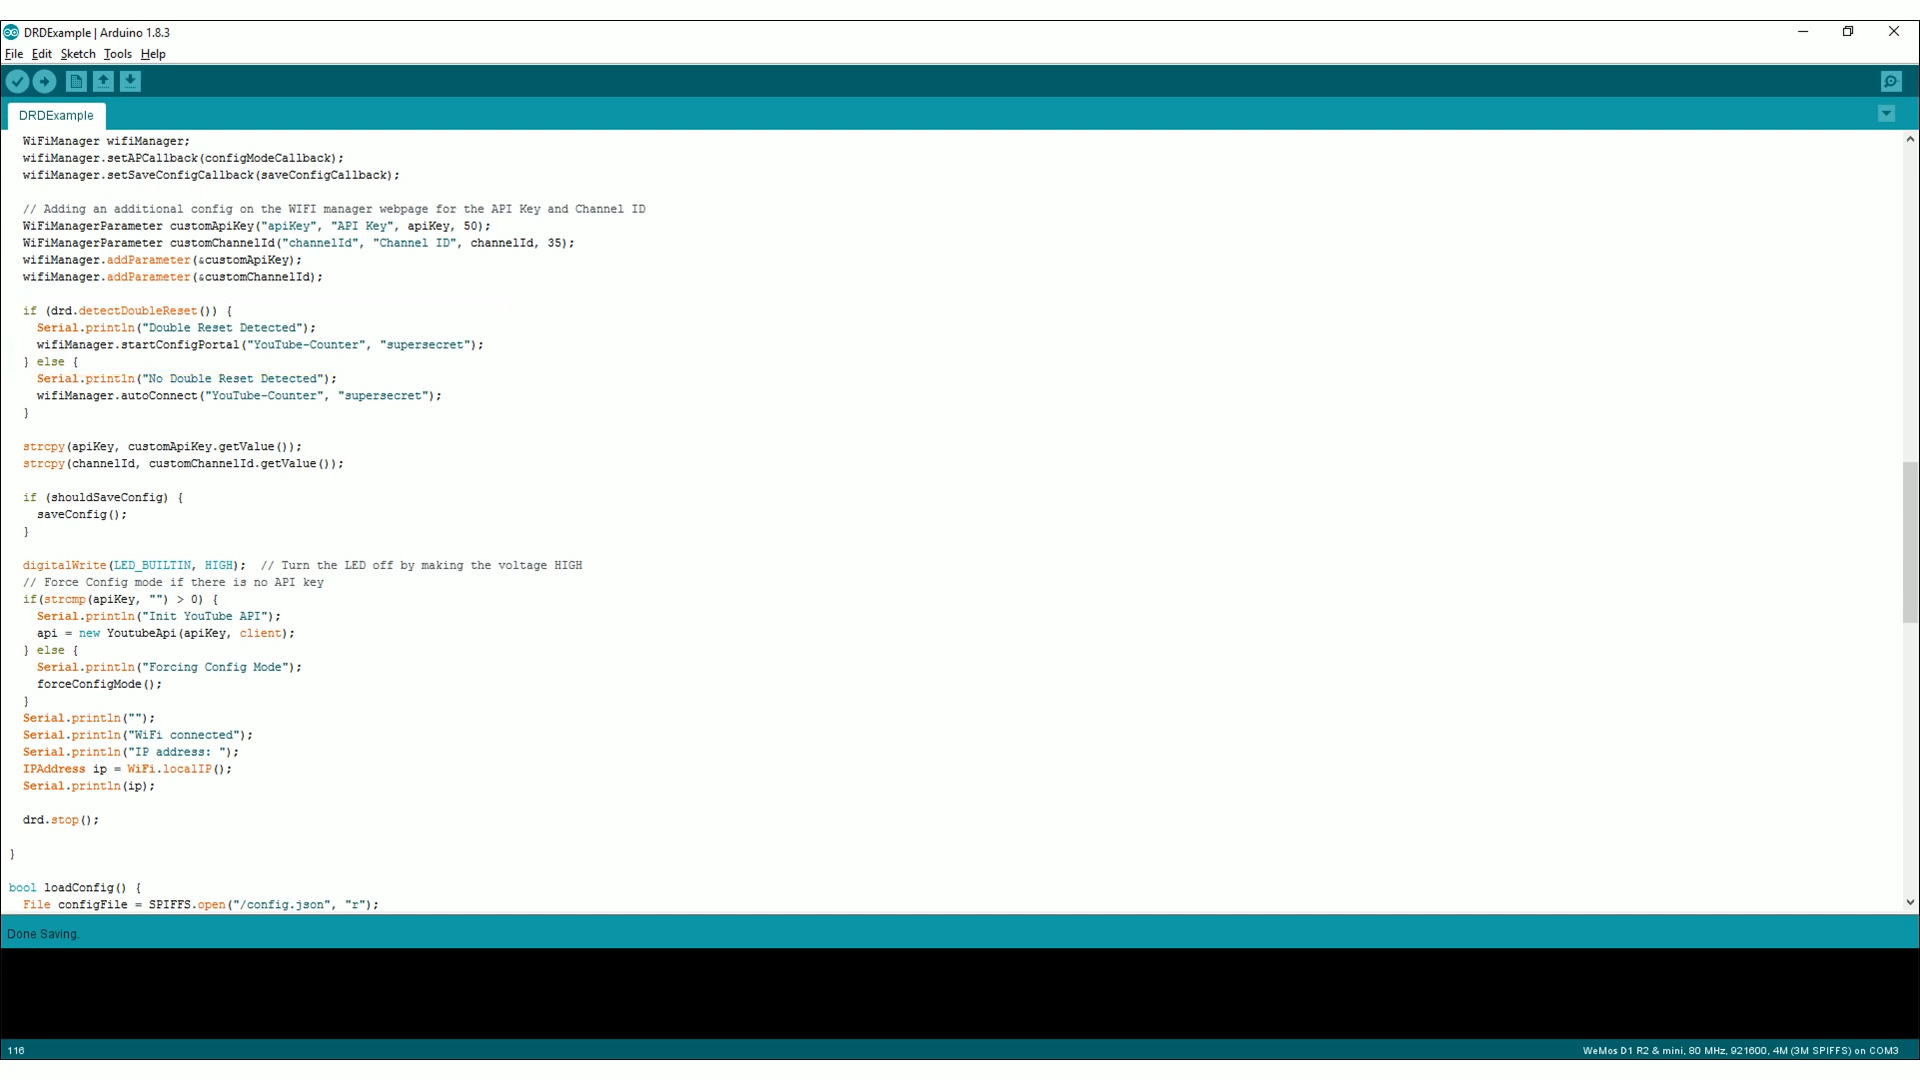 DRDExample | Arduino 1.8.3
File Edit Sketch Tools Help
DRDExample
WiFiManager wifiManager;
wifiManager.setAPCallback(configModeCallback);
wifiManager.setSaveConfigCallback(saveConfigCallback);
// Adding an additional config on the WIFI manager webpage for the API Key and Channel ID
WiFiManagerParameter customApiKey("apiKey", "API Key", apiKey, 50);
WiFiManagerParameter customChannelId("channelId", "Channel ID", channelId, 35);
wifiManager.addParameter(&customApiKey);
wifiManager.addParameter(&customChannelId);
if (drd.detectDoubleReset()) {
Serial.println("Double Reset Detected");
wifiManager.startConfigPortal("YouTube-Counter", "supersecret");
} else {
Serial.println("No Double Reset Detected");
wifiManager.autoConnect("YouTube-Counter", "supersecret");
}
strcpy(apiKey, customApiKey.getValue());
strcpy(channelId, customChannelId.getValue());
if (shouldSaveConfig) {
saveConfig();
}
digitalWrite(LED_BUILTIN, HIGH);  // Turn the LED off by making the voltage HIGH
// Force Config mode if there is no API key
if(strcmp(apiKey, "") > 0) {
Serial.println("Init YouTube API");
api = new YoutubeApi(apiKey, client);
} else {
Serial.println("Forcing Config Mode");
forceConfigMode();
}
Serial.println("");
Serial.println("WiFi connected");
Serial.println("IP address: ");
IPAddress ip = WiFi.localIP();
Serial.println(ip);
drd.stop();
}
bool loadConfig() {
File configFile = SPIFFS.open("/config.json", "r");
Done Saving.
116
WeMos D1 R2 & mini, 80 MHz, 921600, 4M (3M SPIFFS) on COM3